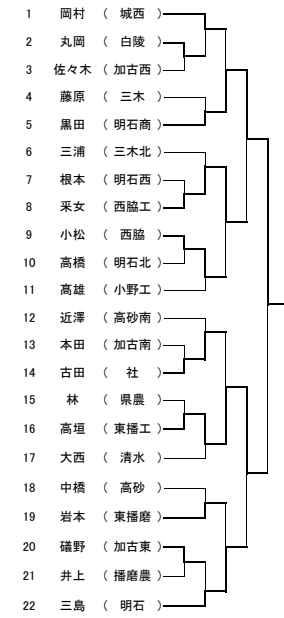 1 岡村 ( 城西 )
2 丸岡 ( 白陵 )
3 佐々木 ( 加古西 )
4 藤原 ( 三木 )
5 黒田 ( 明石商 )
6 三浦 ( 三木北 )
7 根本 ( 明石西 )
8 采女 ( 西脇工 )
9 小松 ( 西脇 )
10 高橋 ( 明石北 )
11 髙雄 ( 小野工 )
12 近澤 ( 高砂南 )
13 本田 ( 加古南 )
14 古田 ( 社 )
15 林 ( 県農 )
16 高垣 ( 東播工 )
17 大西 ( 清水 )
18 中橋 ( 高砂 )
19 岩本 ( 東播磨 )
20 礒野 ( 加古東 )
21 井上 ( 播磨農 )
22 三島 ( 明石 )